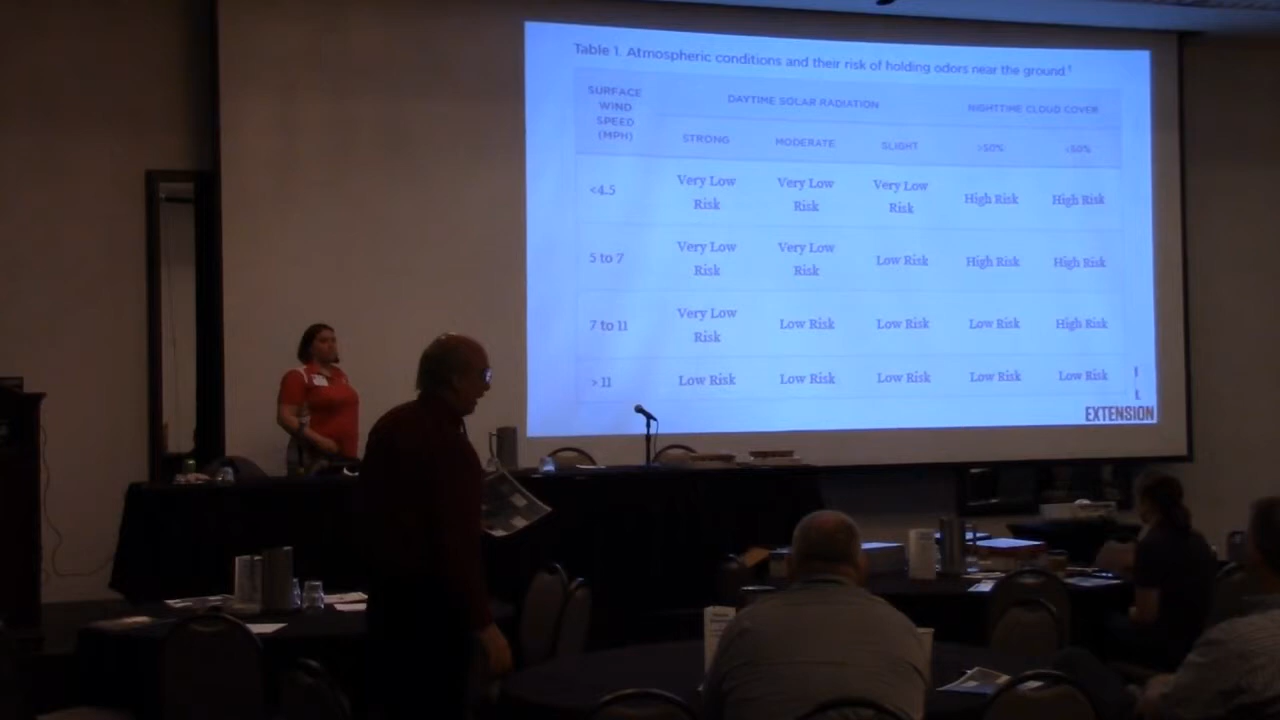 Table 1. Atmospheric conditions and their risk of holding odors near the ground¹
SURFACE WIND SPEED (MPH)
DAYTIME SOLAR RADIATION
NIGHTTIME CLOUD COVER
STRONG MODERATE SLIGHT >50% <50%
<4.5 Very Low Risk Very Low Risk Very Low Risk High Risk High Risk
5 to 7 Very Low Risk Very Low Risk Low Risk High Risk High Risk
7 to 11 Very Low Risk Low Risk Low Risk Low Risk High Risk
> 11 Low Risk Low Risk Low Risk Low Risk Low Risk
EXTENSION